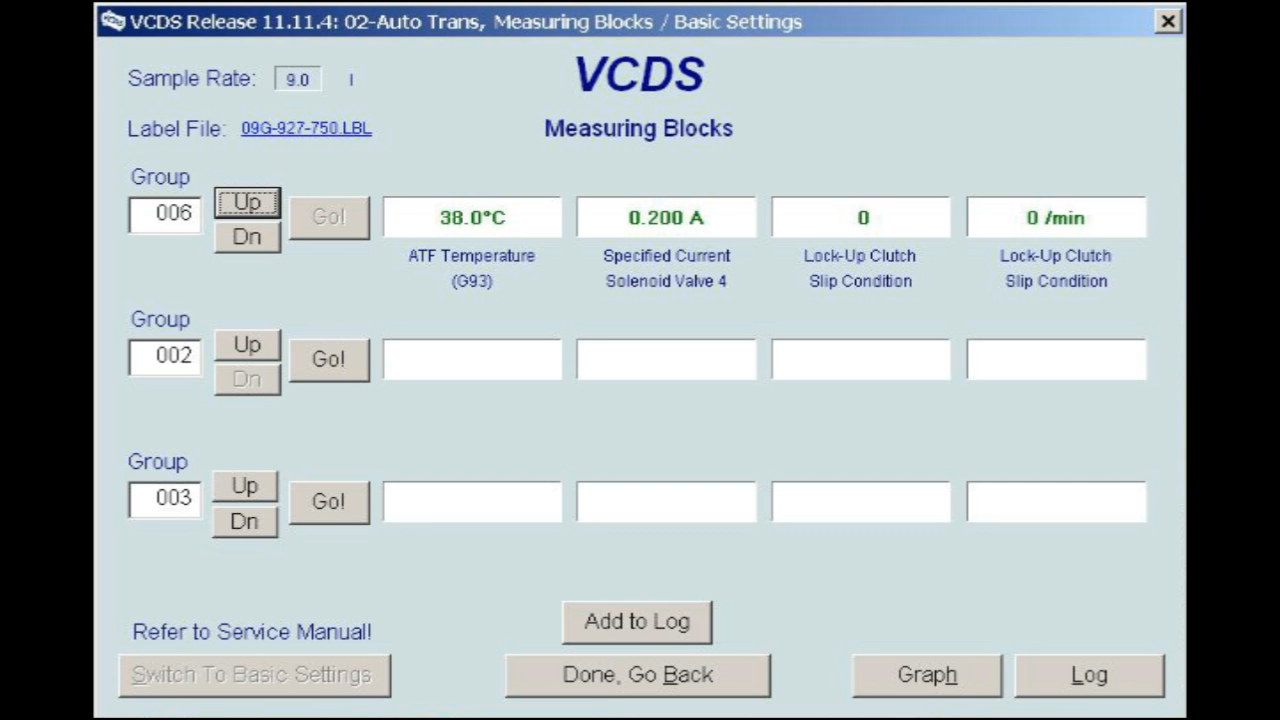 VCDS Release 11.11.4: 02-Auto Trans, Measuring Blocks / Basic Settings
Sample Rate: 9.0 I
VCDS
Label File: 09G-927-750.LBL
Measuring Blocks
Group
006 Up Dn Go! 38.0°C 0.200 A 0 0 /min
ATF Temperature Specified Current Lock-Up Clutch Lock-Up Clutch
(G93) Solenoid Valve 4 Slip Condition Slip Condition
Group
002 Up Dn Go!
Group
003 Up Dn Go!
Add to Log
Refer to Service Manual!
Switch To Basic Settings Done, Go Back Graph Log